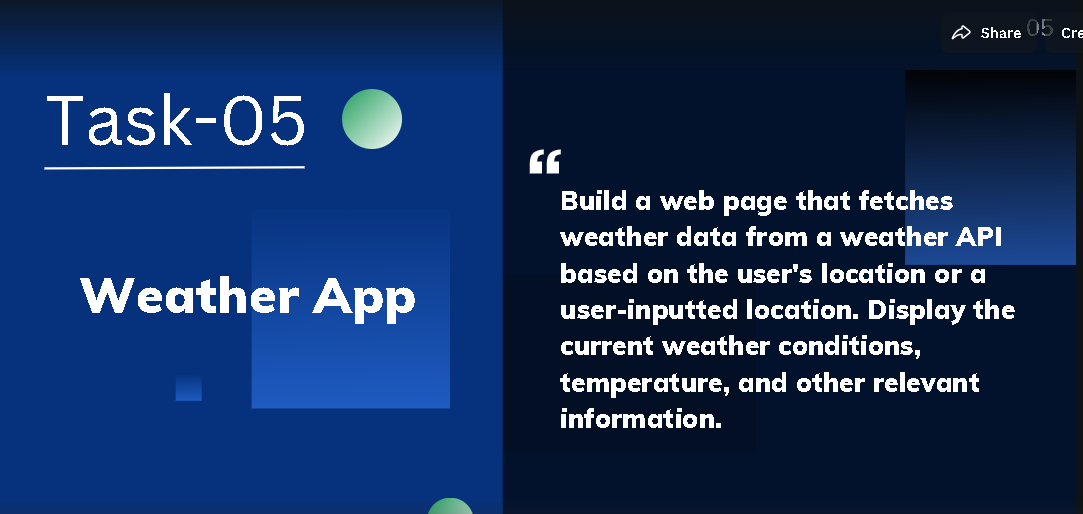 Share
05
Cre
Task-05
Weather App
“
Build a web page that fetches
weather data from a weather API
based on the user's location or a
user-inputted location. Display the
current weather conditions,
temperature, and other relevant
information.